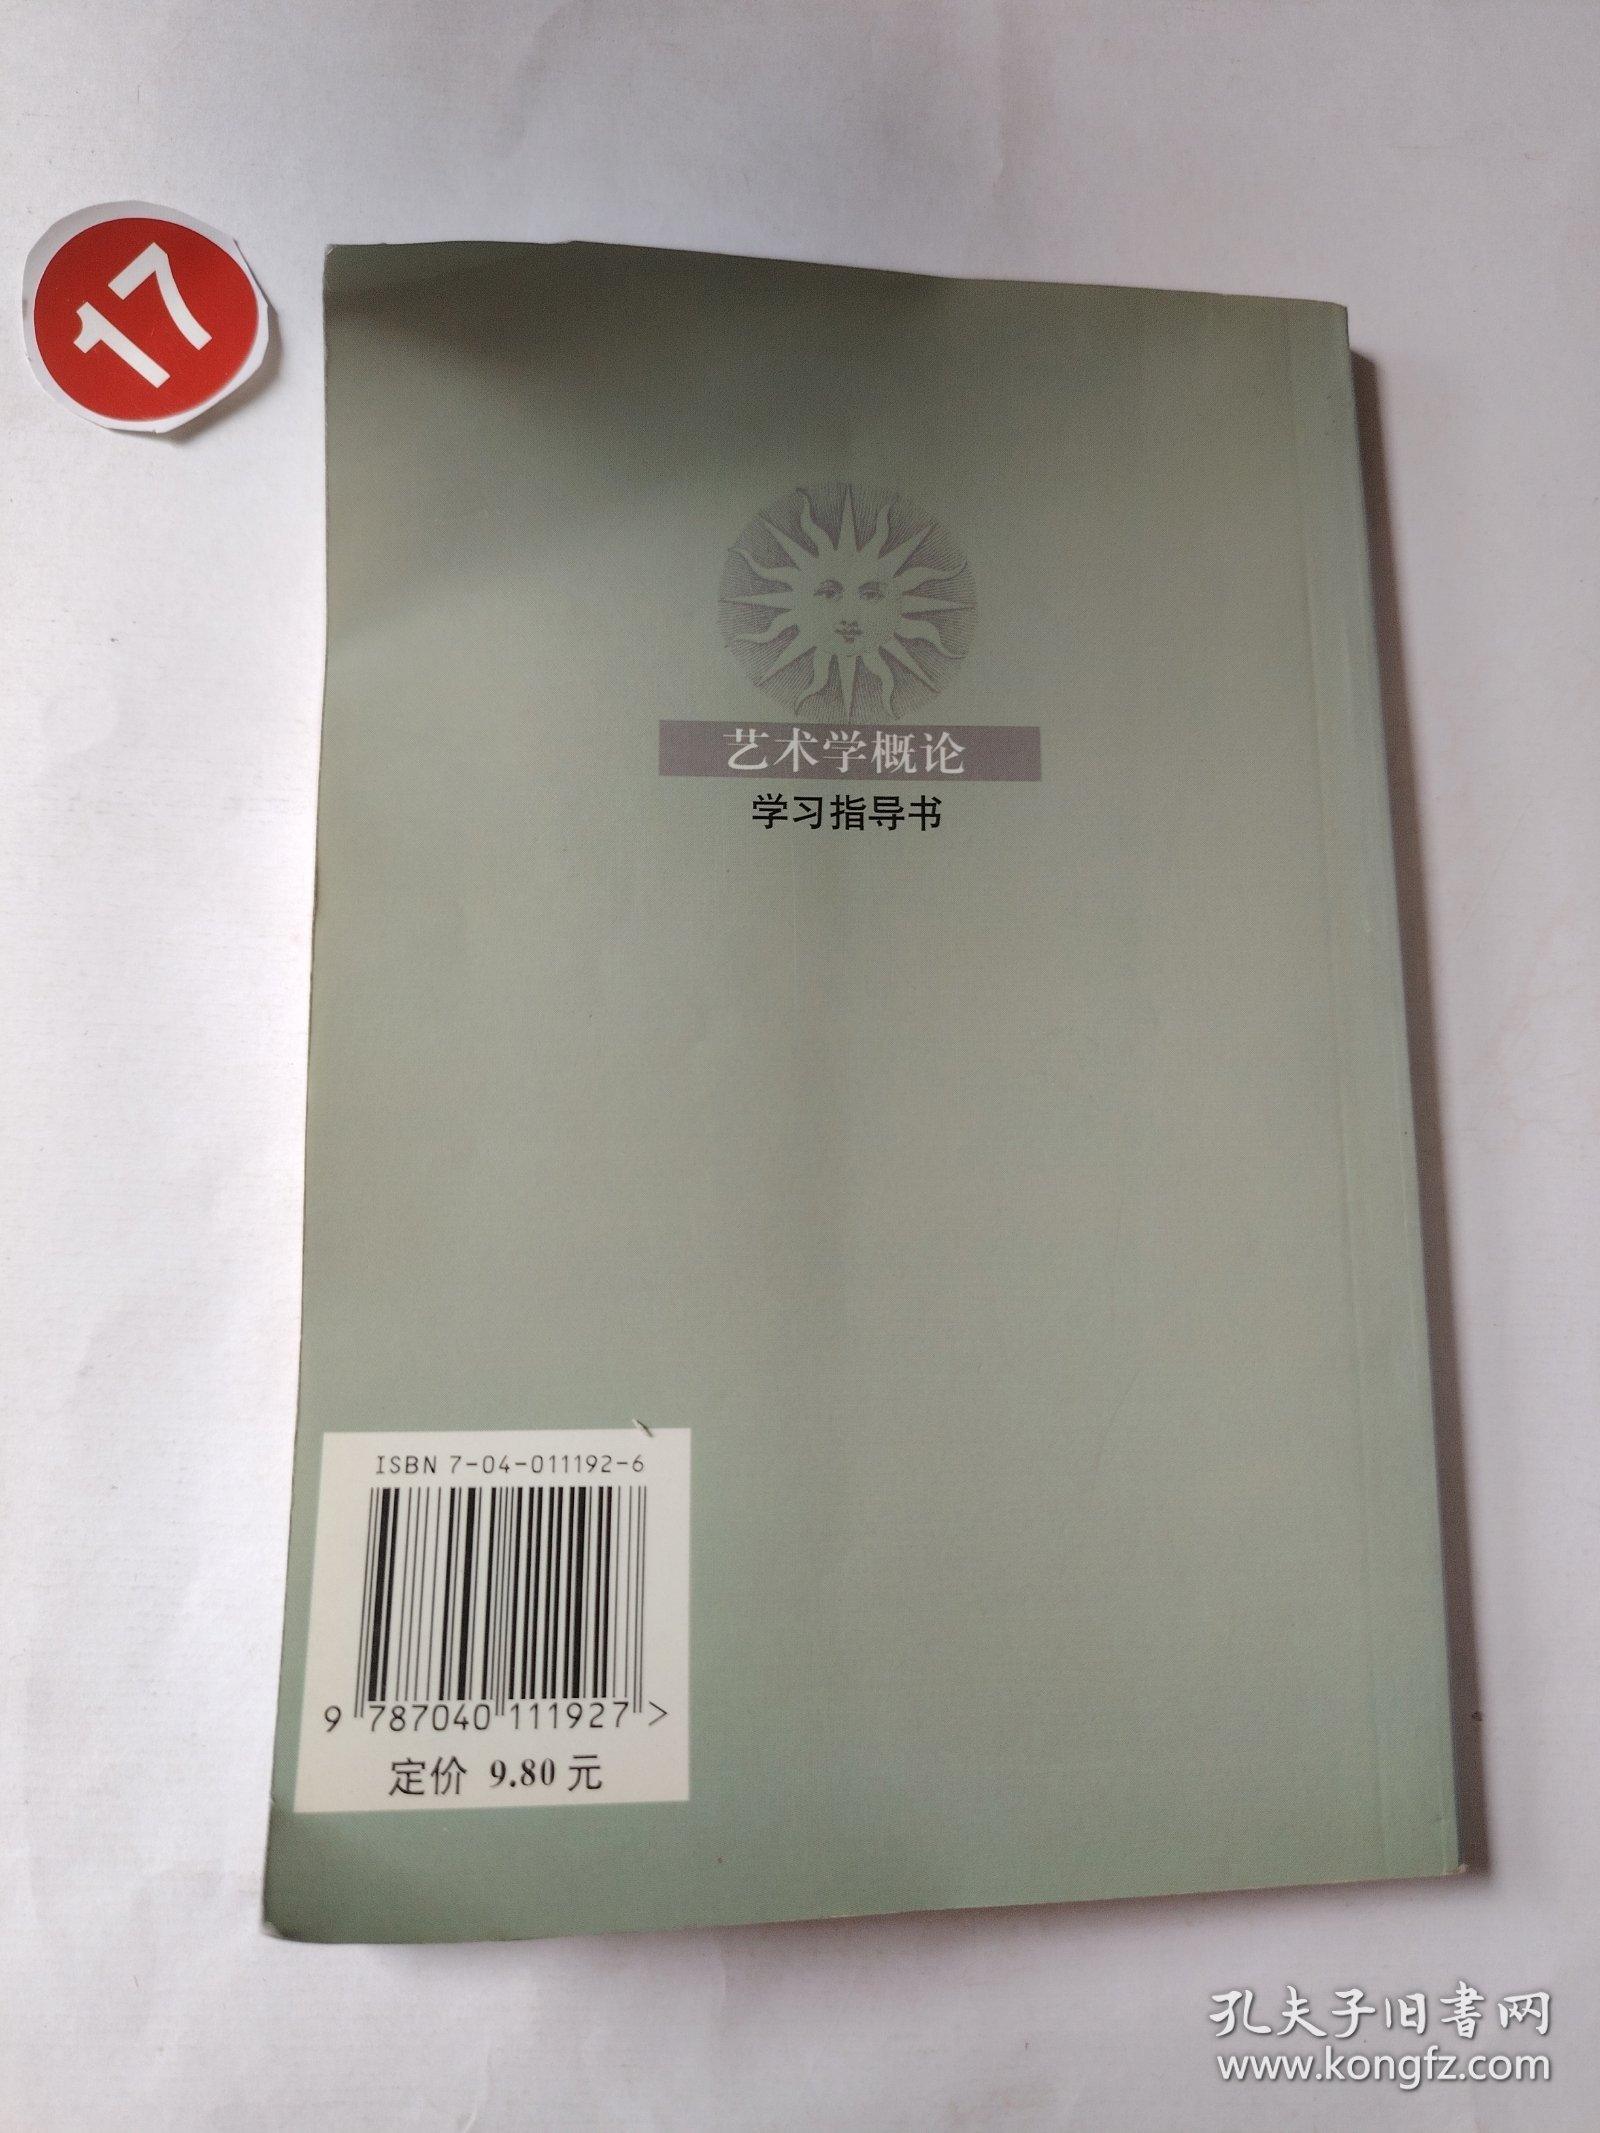 17
艺术学概论
学习指导书
ISBN 7-04-011192-6
9 787040 111927 >
定价 9.80 元
孔夫子旧书网
www.kongfz.com